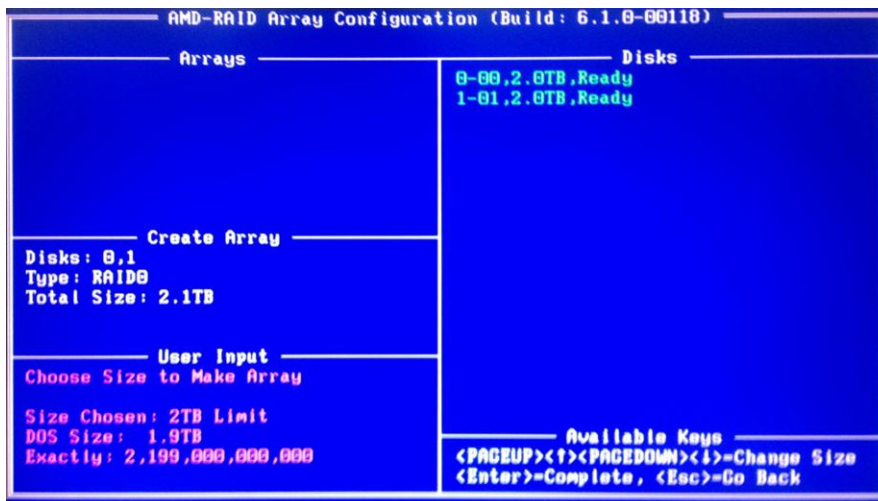 AMD-RAID Array Configuration (Build: 6.1.0-00118)
Arrays
Disks
0-00,2.0TB,Ready
1-01,2.0TB,Ready
Create Array
Disks: 0,1
Type: RAID0
Total Size: 2.1TB
User Input
Choose Size to Make Array
Size Chosen: 2TB Limit
DOS Size: 1.9TB
Exactly: 2,199,000,000,000
Available Keys
<PAGEUP><↑><PAGEDOWN><↓>=Change Size
<Enter>=Complete, <Esc>=Go Back